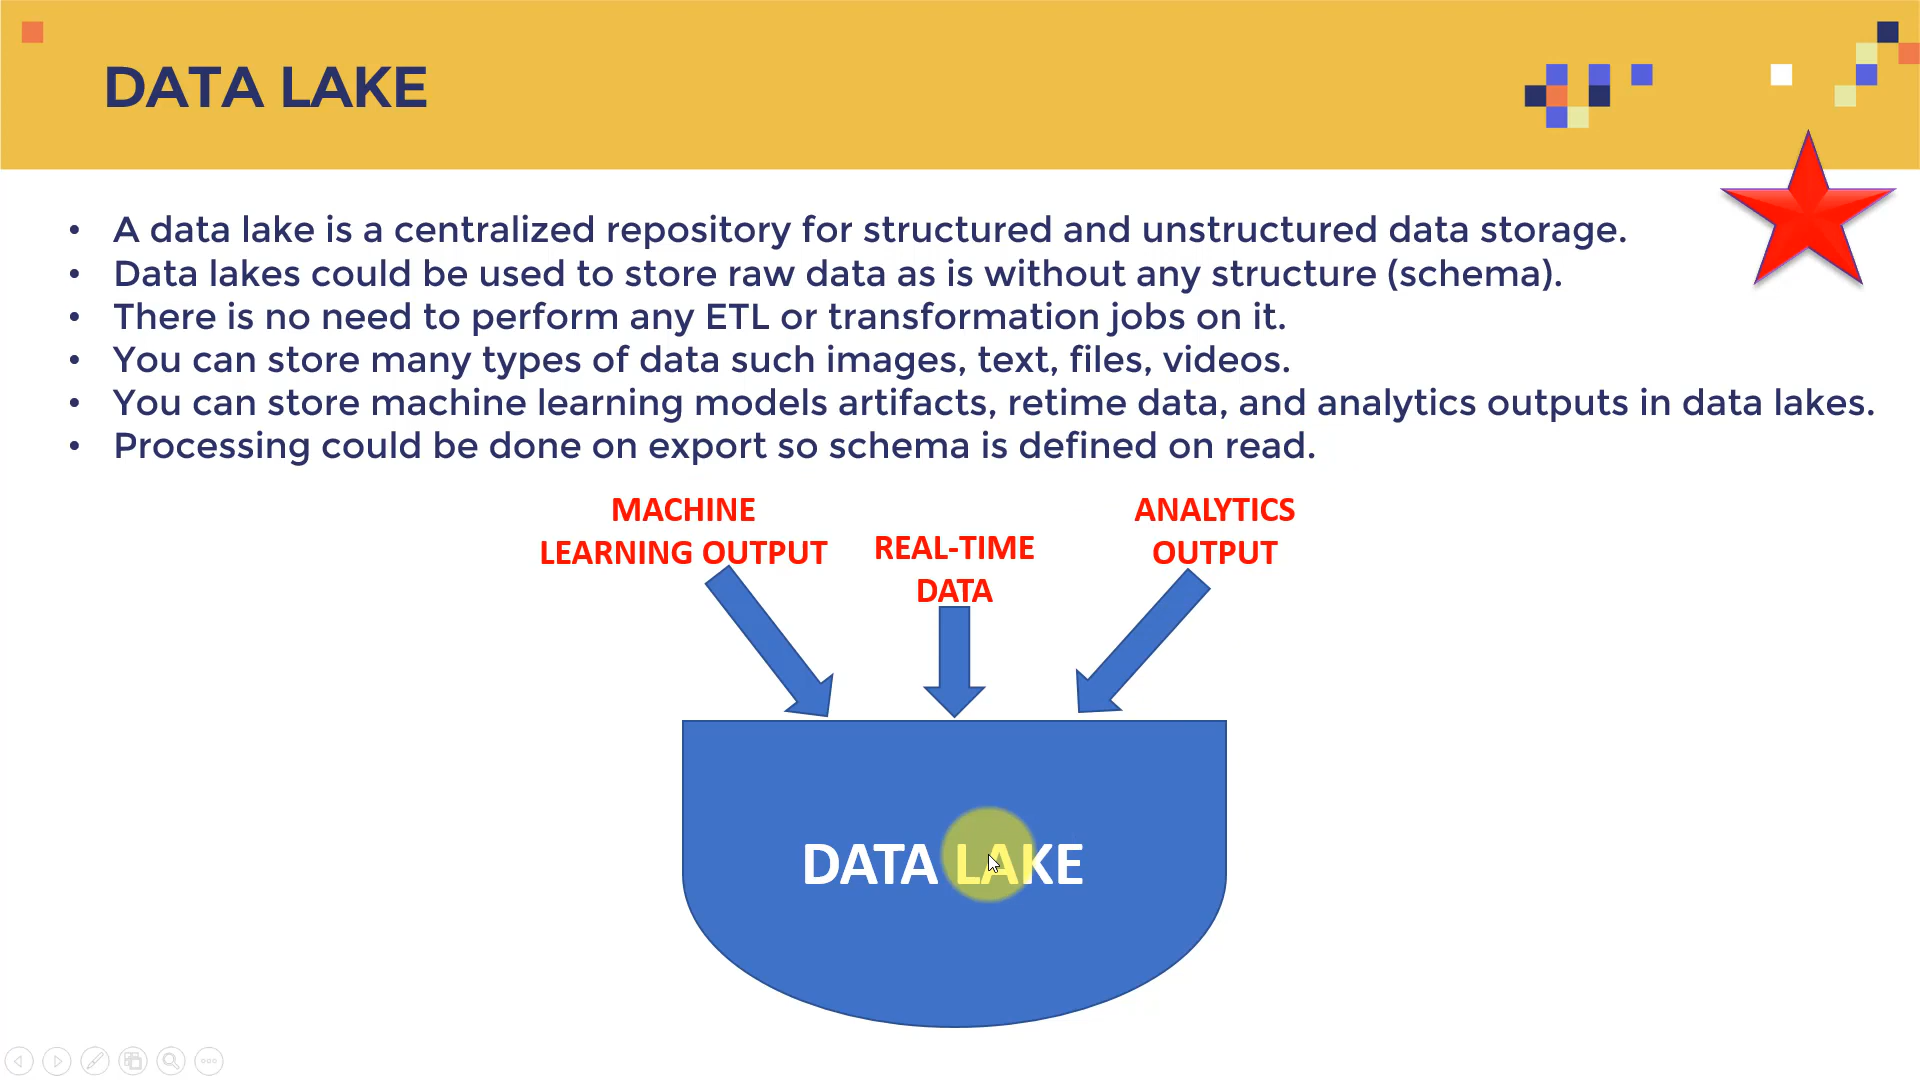 DATA LAKE
• A data lake is a centralized repository for structured and unstructured data storage.
• Data lakes could be used to store raw data as is without any structure (schema).
• There is no need to perform any ETL or transformation jobs on it.
• You can store many types of data such images, text, files, videos.
• You can store machine learning models artifacts, retime data, and analytics outputs in data lakes.
• Processing could be done on export so schema is defined on read.
MACHINE
LEARNING OUTPUT
REAL-TIME
DATA
ANALYTICS
OUTPUT
DATA LAKE